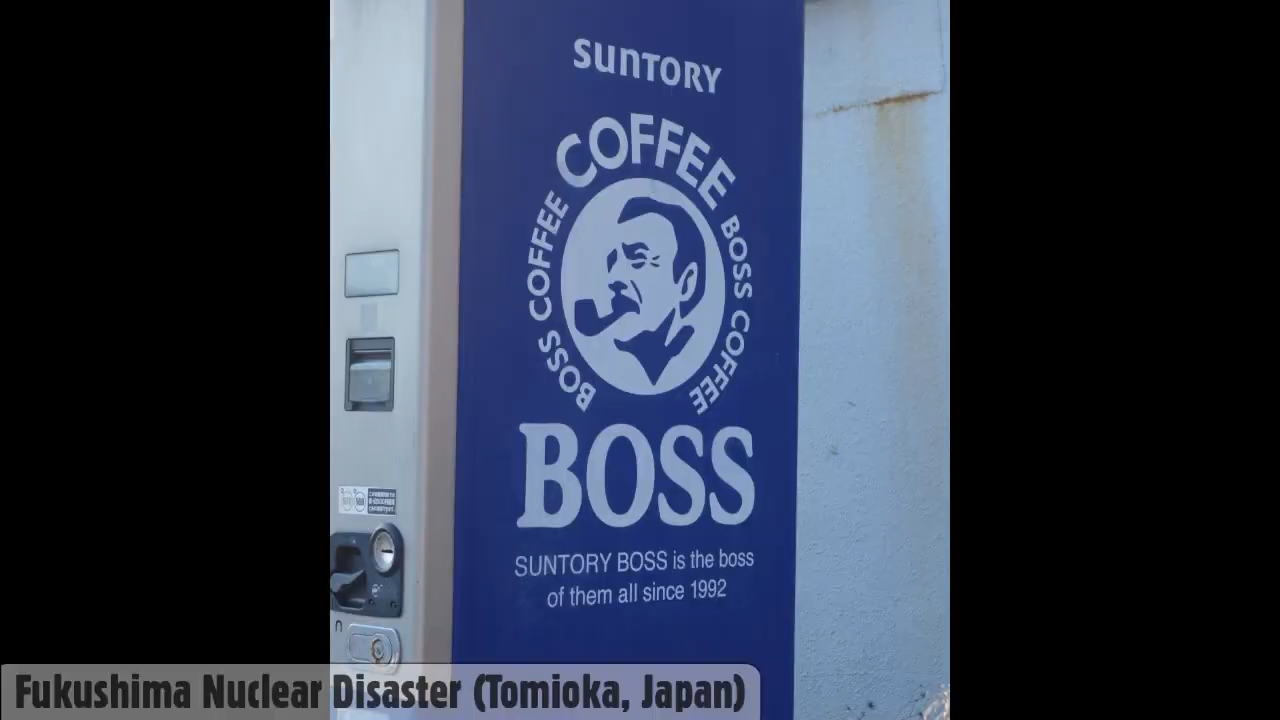 SUNTORY
COFFEE
BOSS COFFEE
BOSS COFFEE
BOSS
SUNTORY BOSS is the boss
of them all since 1992
Fukushima Nuclear Disaster (Tomioka, Japan)